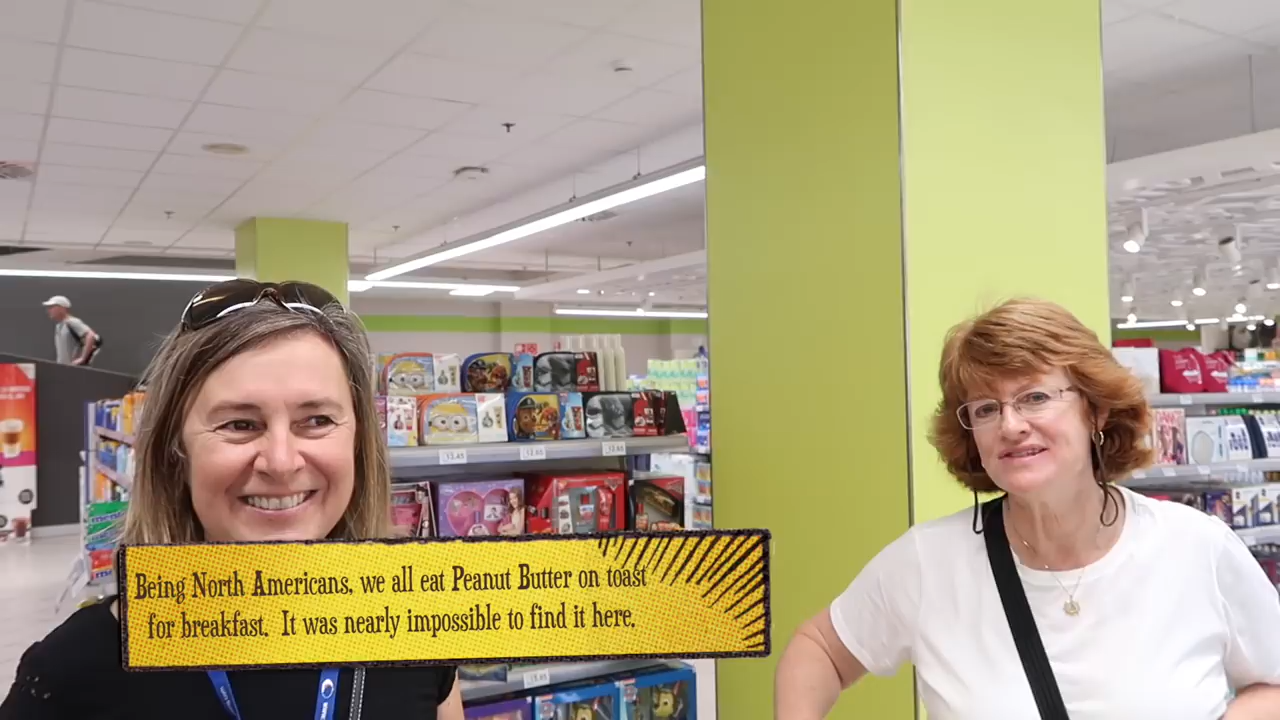 Being North Americans, we all eat Peanut Butter on toast
for breakfast. It was nearly impossible to find it here.